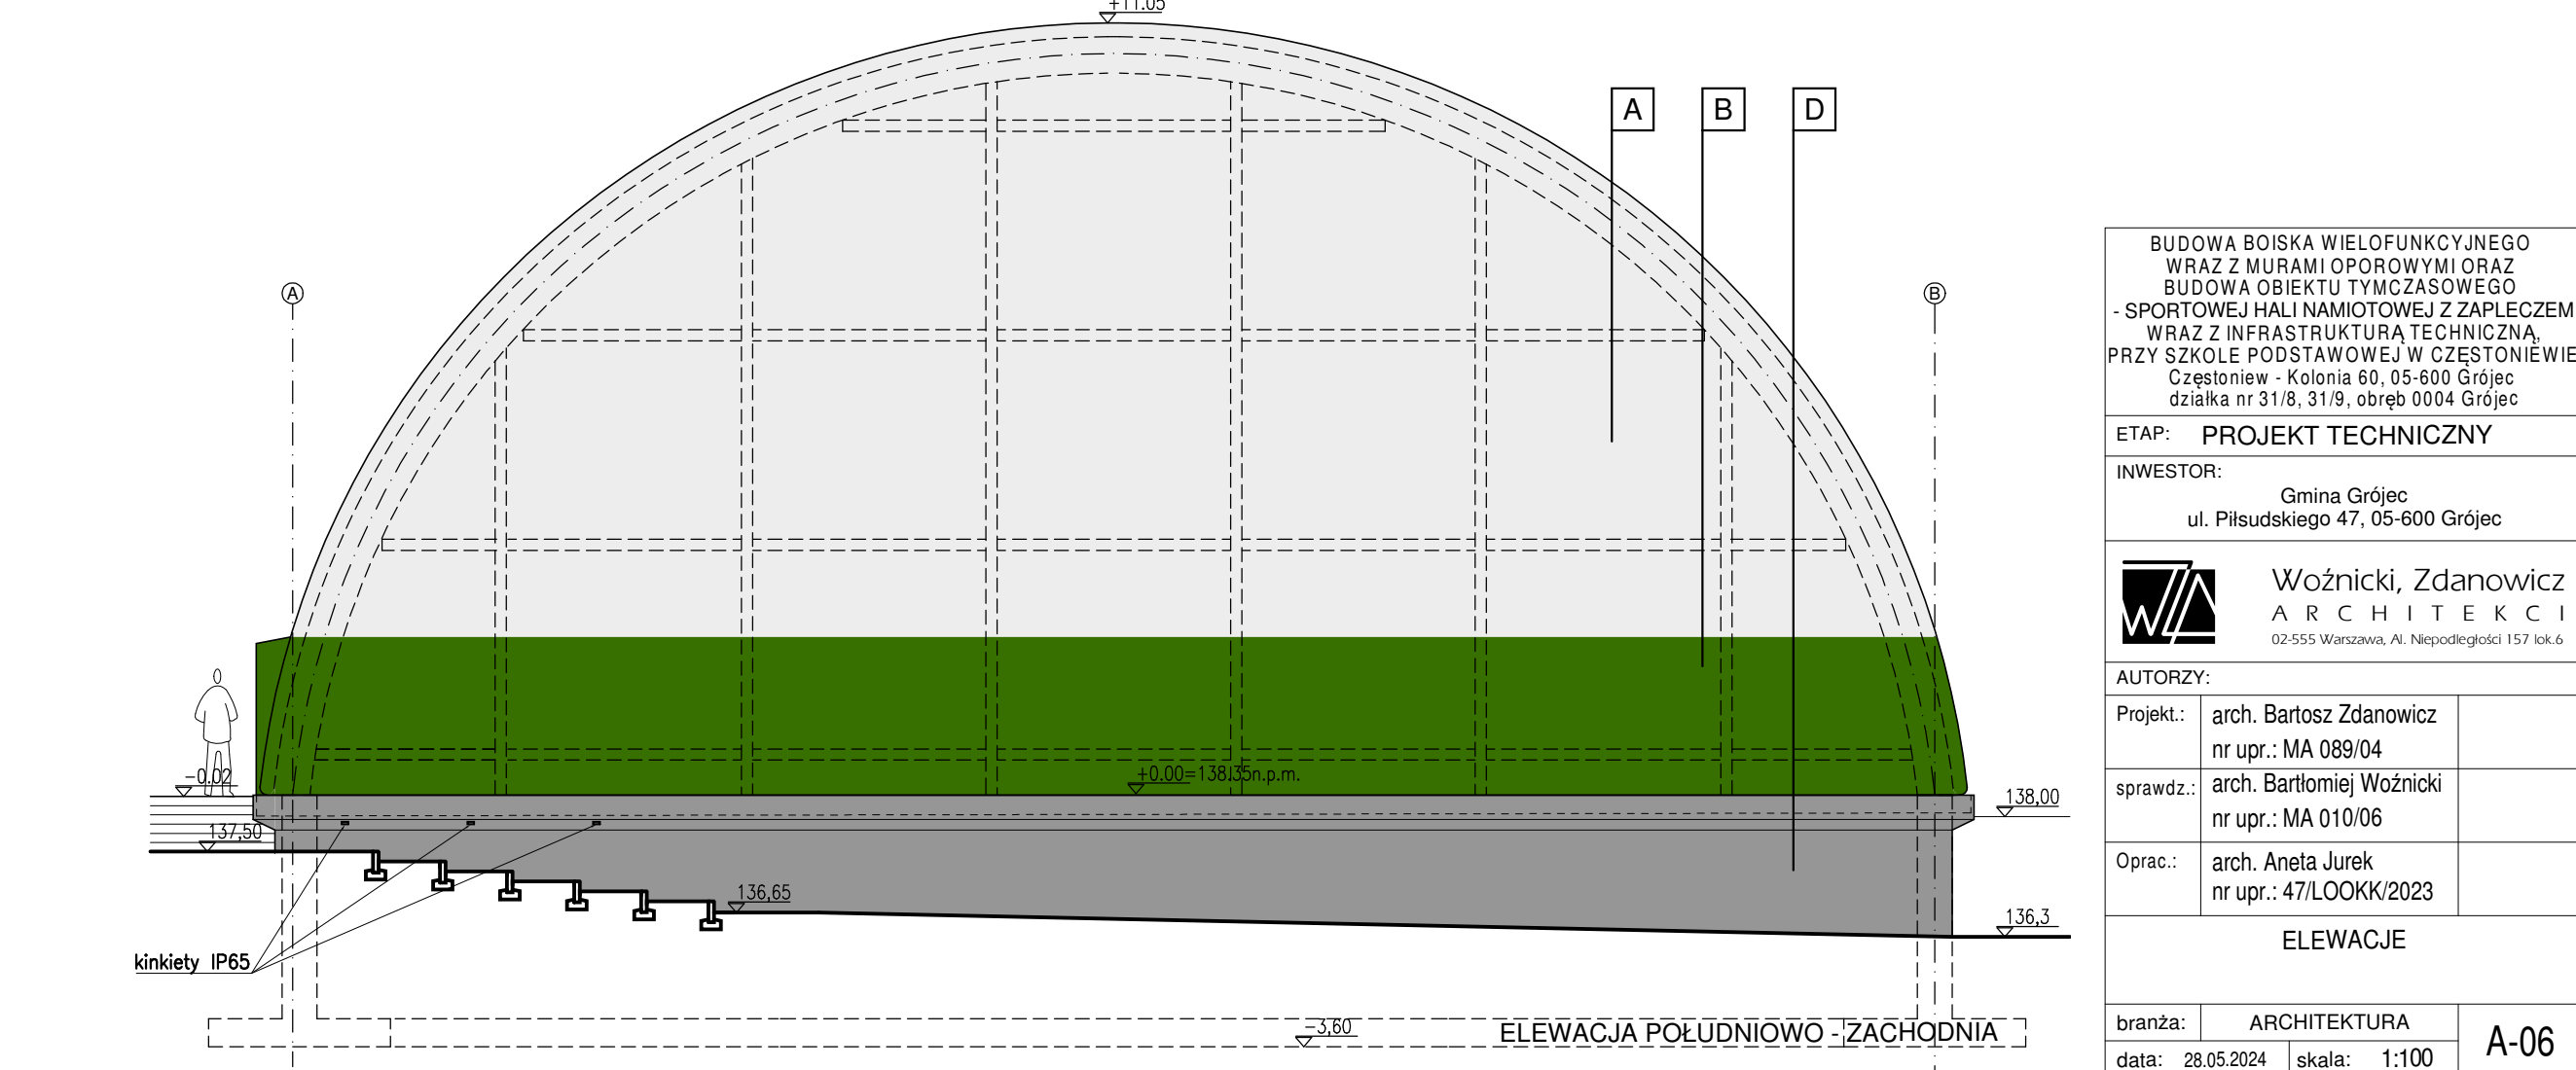 +11.05
A
B
D
A
B
-0.02
+0.00=138.35n.p.m.
138,00
137,50
136,65
136,3
kinkiety IP65
-3,60
ELEWACJA POŁUDNIOWO - ZACHODNIA
BUDOWA BOISKA WIELOFUNKCYJNEGO
WRAZ Z MURAMI OPOROWYMI ORAZ
BUDOWA OBIEKTU TYMCZASOWEGO
- SPORTOWEJ HALI NAMIOTOWEJ Z ZAPLECZEM
WRAZ Z INFRASTRUKTURĄ TECHNICZNĄ,
PRZY SZKOLE PODSTAWOWEJ W CZĘSTONIEWIE
Częstoniew - Kolonia 60, 05-600 Grójec
działka nr 31/8, 31/9, obręb 0004 Grójec
ETAP: PROJEKT TECHNICZNY
INWESTOR:
Gmina Grójec
ul. Piłsudskiego 47, 05-600 Grójec
Woźnicki, Zdanowicz
ARCHITEKCI
02-555 Warszawa, Al. Niepodległości 157 lok.6
AUTORZY:
Projekt.: arch. Bartosz Zdanowicz
nr upr.: MA 089/04
sprawdz.: arch. Bartłomiej Woźnicki
nr upr.: MA 010/06
Oprac.: arch. Aneta Jurek
nr upr.: 47/LOOKK/2023
ELEWACJE
branża: ARCHITEKTURA
A-06
data: 28.05.2024 skala: 1:100